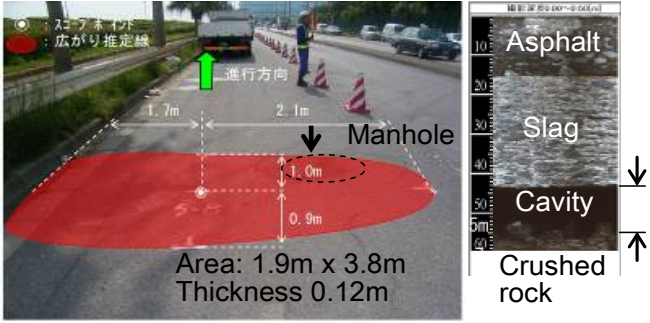 ：スコープポイント
：広がり推定線
進行方向
1.7m
2.1m
Manhole
1.0m
0.9m
Area: 1.9m x 3.8m
Thickness 0.12m
10
Asphalt
20
30
Slag
40
Cavity
50
5m
60
Crushed
rock